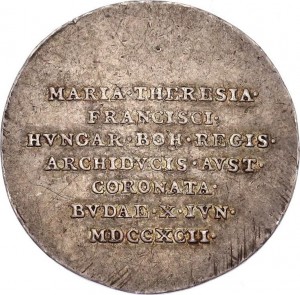 MARIA·THERESIA·
FRANCISCI·
HVNGAR·BOH·REGIS·
ARCHIDVCIS·AVST·
CORONATA·
BVDAE·X·IVN·
MDCCXCII·